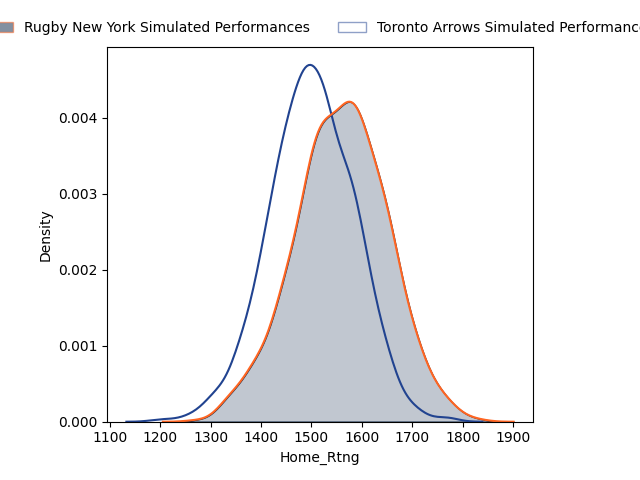 Rugby New York Simulated Performances
Toronto Arrows Simulated Performanc
0.004
0.003
0.002
0.001
0.000
Density
1100 1200 1300 1400 1500 1600 1700 1800 1900
Home_Rtng